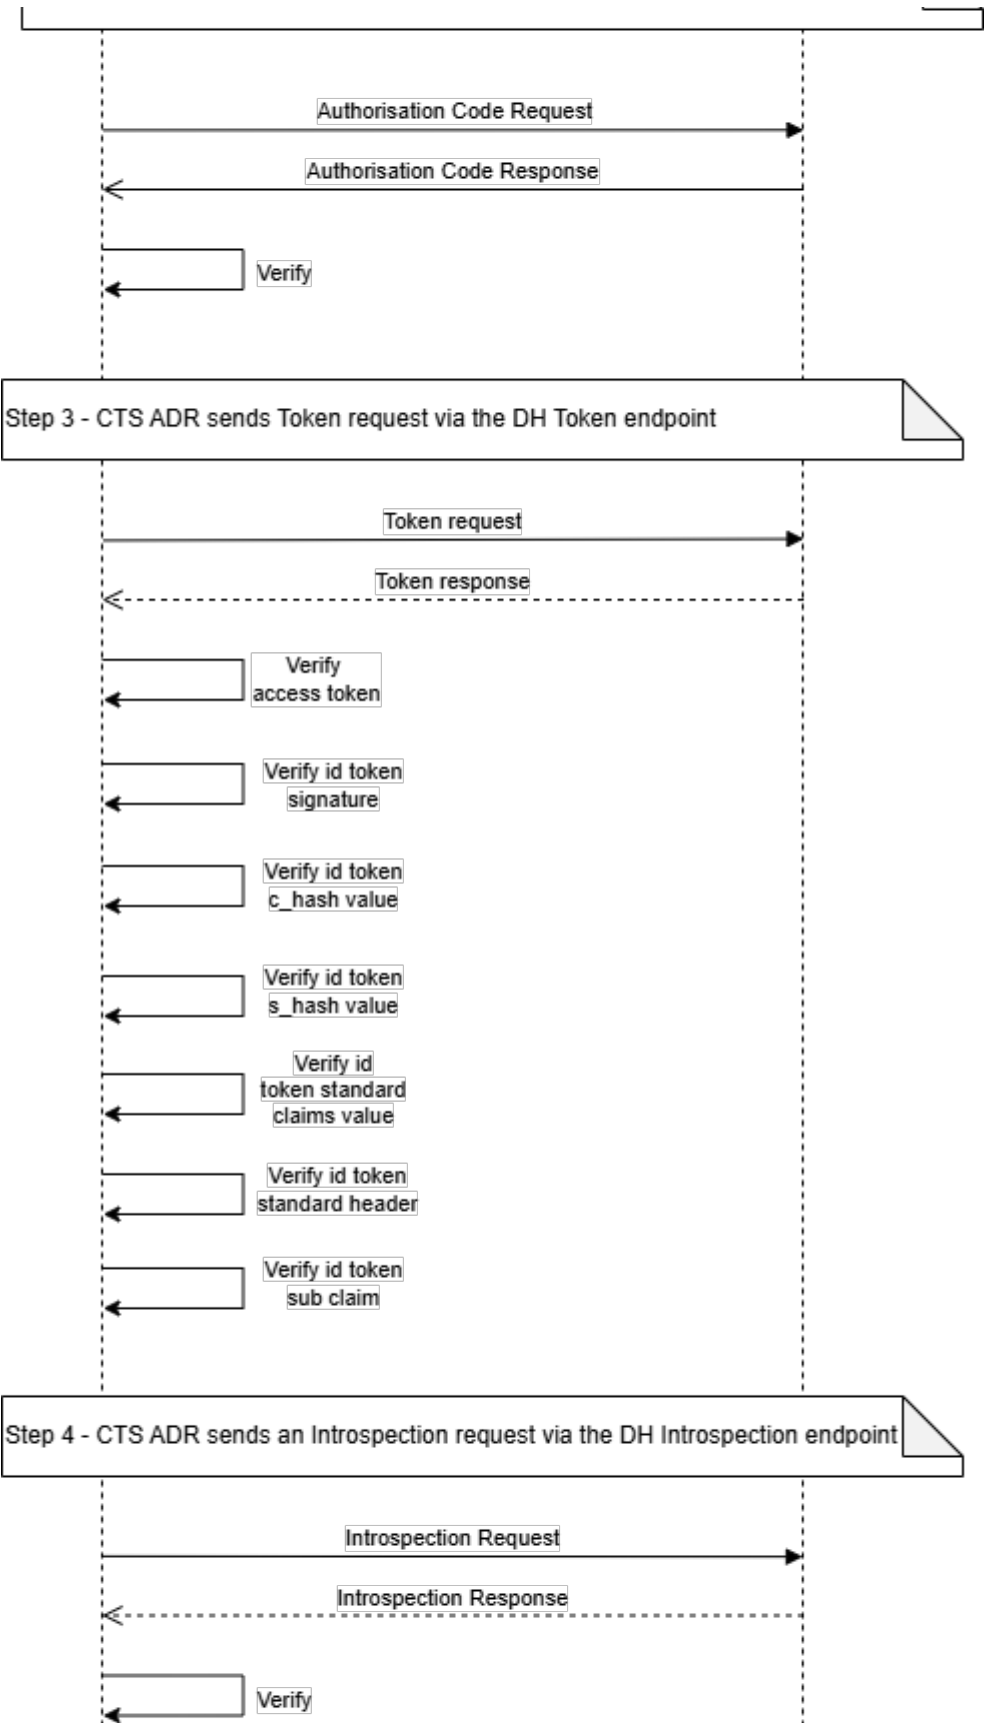 Authorisation Code Request
Authorisation Code Response
Verify
Step 3 - CTS ADR sends Token request via the DH Token endpoint
Token request
Token response
Verify
access token
Verify id token
signature
Verify id token
c_hash value
Verify id token
s_hash value
Verify id
token standard
claims value
Verify id token
standard header
Verify id token
sub claim
Step 4 - CTS ADR sends an Introspection request via the DH Introspection endpoint
Introspection Request
Introspection Response
Verify